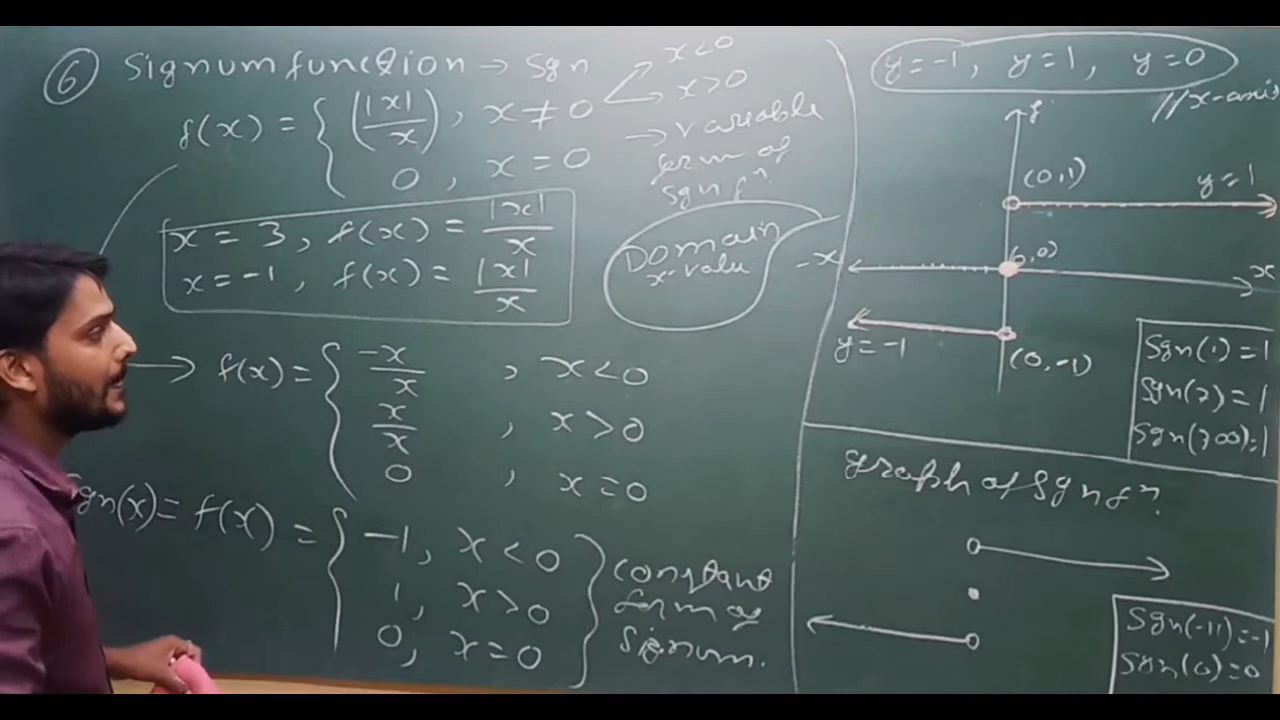 ⑥ Signum function → Sgn
x<0
x>0
f(x) = { |x|/x , x ≠ 0
0 , x = 0
→ variable
form of
sgn fⁿ.
x = 3, f(x) = |x|/x
x = -1, f(x) = |x|/x
Domain
x-value
→ f(x) = { -x/x , x < 0
x/x , x > 0
0 , x = 0
Sgn(x) = f(x) = { -1, x < 0
1, x > 0
0, x = 0 }
constant
form of
Signum.
y = -1, y = 1, y = 0
// x-axis
y
(0,1) y = 1
-x (0,0) x
y = -1 (0,-1)
Sgn(1) = 1
Sgn(2) = 1
Sgn(700)=1
graph of Sgn fⁿ.
Sgn(-11) = -1
Sgn(0) = 0